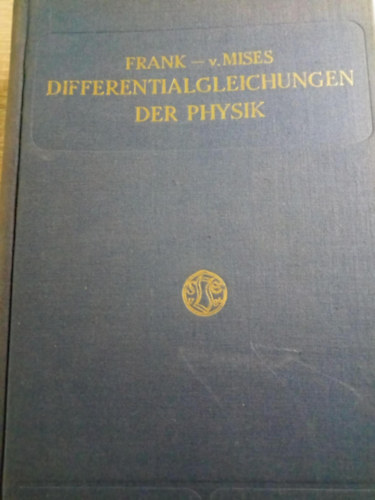 FRANK – v. MISES
DIFFERENTIALGLEICHUNGEN
DER PHYSIK